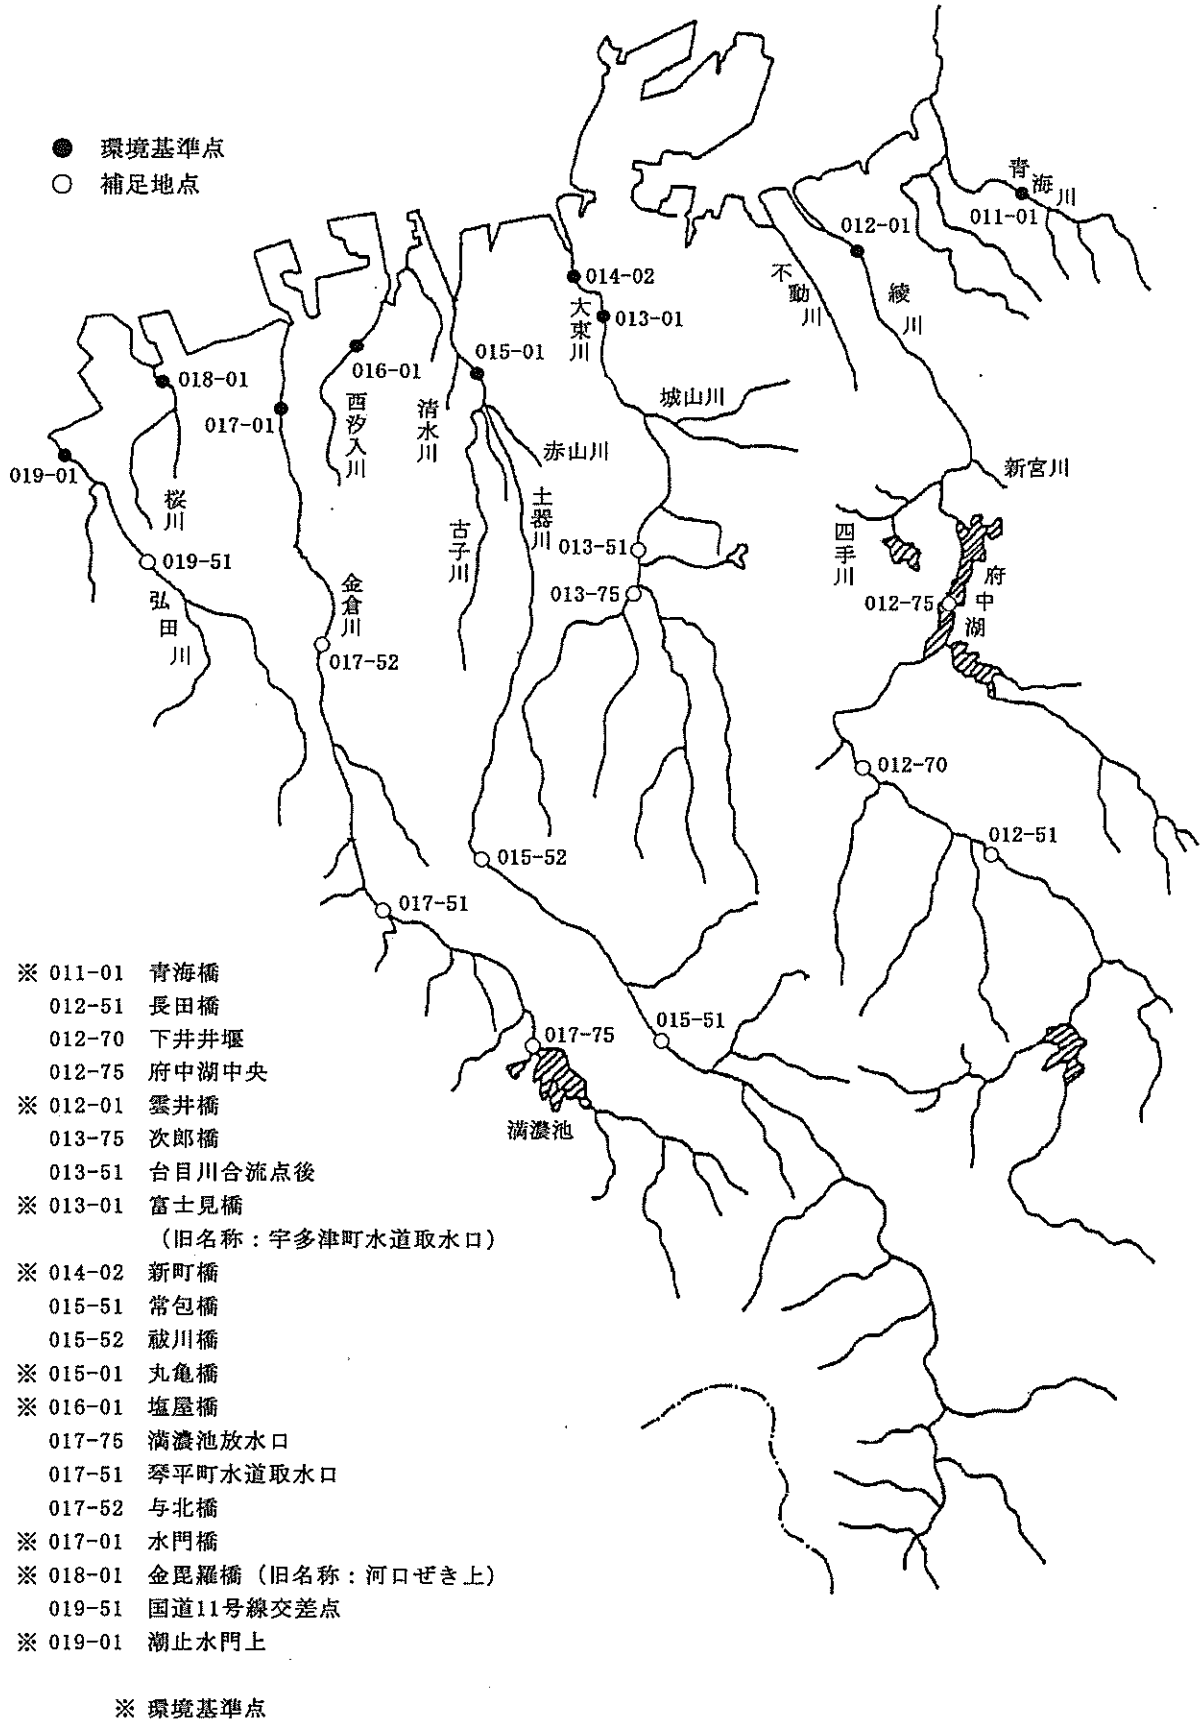 ● 環境基準点
○ 補足地点
青海川
011-01
012-01
014-02
不動川
綾川
大東川
013-01
015-01
018-01
016-01
城山川
017-01
西汐入川
清水川
赤山川
新宮川
019-01
桜川
土器川
古子川
四手川
013-51
019-51
府中湖
金倉川
013-75
012-75
弘田川
017-52
012-70
012-51
015-52
017-51
017-75
015-51
満濃池
※ 011-01 青海橋
012-51 長田橋
012-70 下井井堰
012-75 府中湖中央
※ 012-01 雲井橋
013-75 次郎橋
013-51 台目川合流点後
※ 013-01 富士見橋
(旧名称:宇多津町水道取水口)
※ 014-02 新町橋
015-51 常包橋
015-52 祓川橋
※ 015-01 丸亀橋
※ 016-01 塩屋橋
017-75 満濃池放水口
017-51 琴平町水道取水口
017-52 与北橋
※ 017-01 水門橋
※ 018-01 金毘羅橋(旧名称:河口ぜき上)
019-51 国道11号線交差点
※ 019-01 潮止水門上
※ 環境基準点